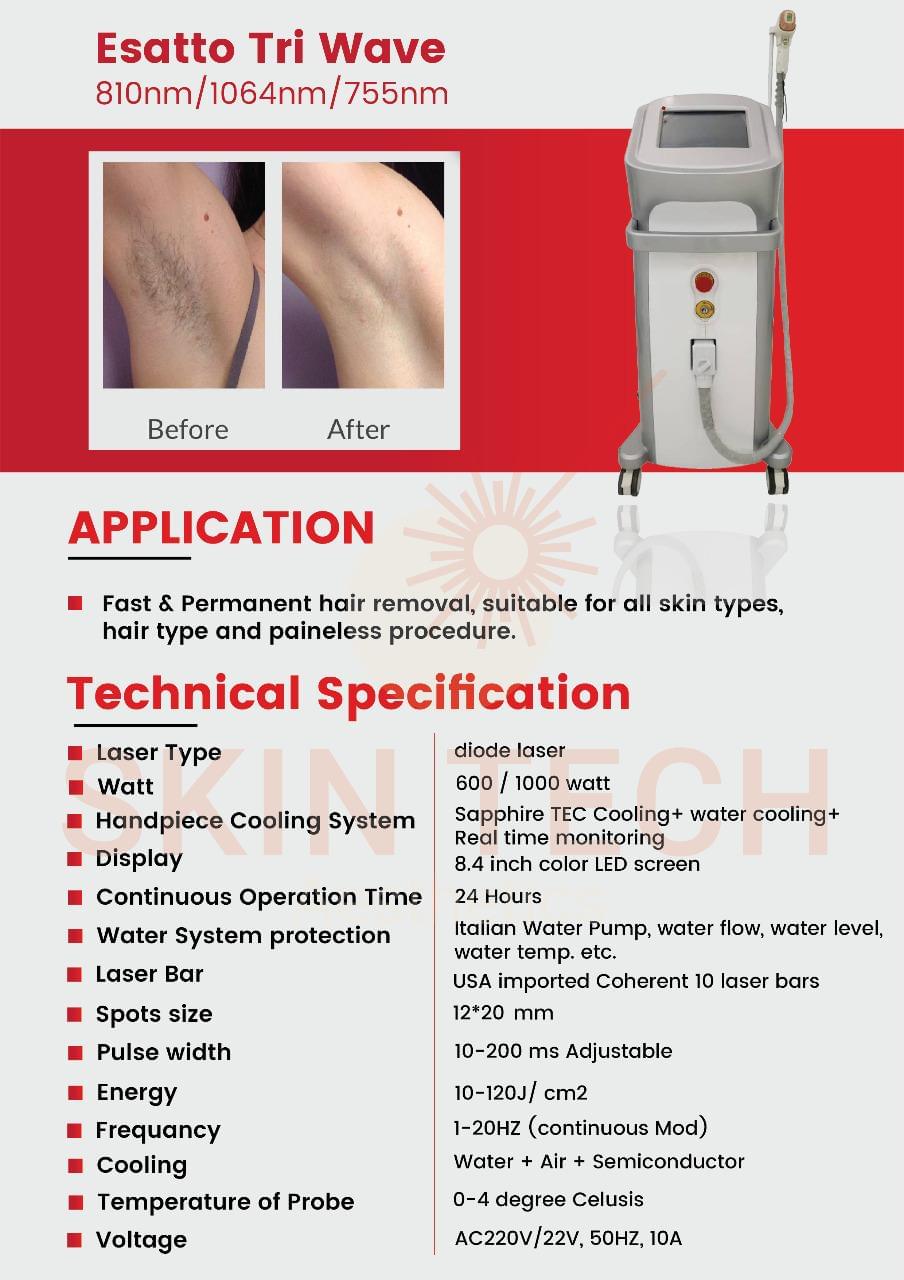 Esatto Tri Wave
810nm/1064nm/755nm
Before
After
APPLICATION
Fast & Permanent hair removal, suitable for all skin types,
hair type and paineless procedure.
Technical Specification
SKIN TECH
Aesthetics
Laser Type
diode laser
Watt
600 / 1000 watt
Handpiece Cooling System
Sapphire TEC Cooling+ water cooling+
Real time monitoring
Display
8.4 inch color LED screen
Continuous Operation Time
24 Hours
Water System protection
Italian Water Pump, water flow, water level,
water temp. etc.
Laser Bar
USA imported Coherent 10 laser bars
Spots size
12*20 mm
Pulse width
10-200 ms Adjustable
Energy
10-120J/ cm2
Frequancy
1-20HZ (continuous Mod)
Cooling
Water + Air + Semiconductor
Temperature of Probe
0-4 degree Celusis
Voltage
AC220V/22V, 50HZ, 10A